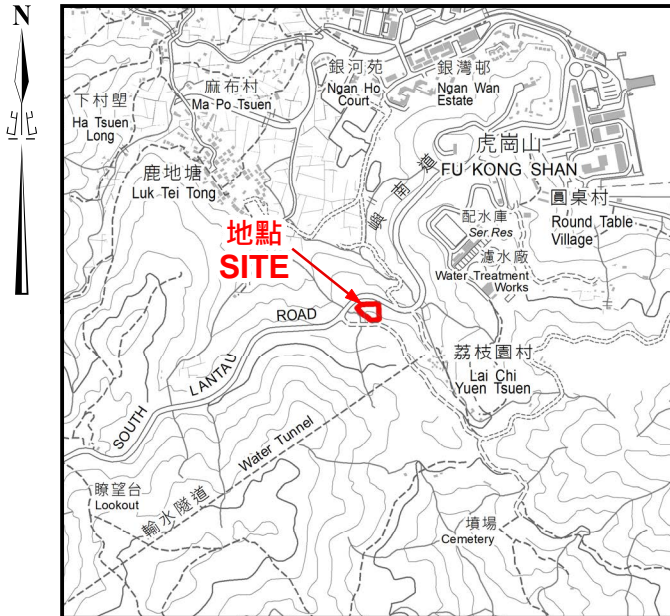 N
銀河苑
Ngan Ho
Court
銀灣邨
Ngan Wan
Estate
麻布村
Ma Po Tsuen
下村塱
Ha Tsuen
Long
虎崗山
FU KONG SHAN
鹿地塘
Luk Tei Tong
嶼南道
圓桌村
Round Table
Village
配水庫
Ser Res
濾水廠
Water Treatment
Works
地點
SITE
SOUTH LANTAU ROAD
荔枝園村
Lai Chi
Yuen Tsuen
Water Tunnel
輸水隧道
瞭望台
Lookout
墳場
Cemetery